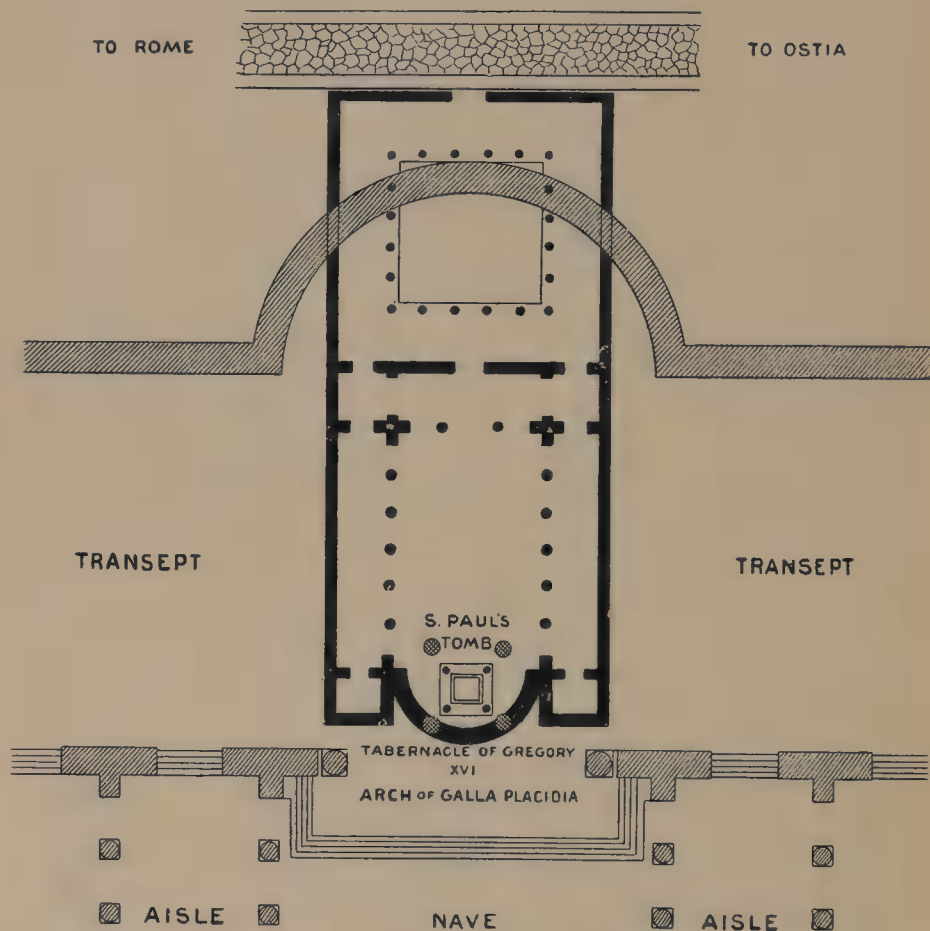 TO ROME
TO OSTIA
TRANSEPT
TRANSEPT
S. PAUL'S
TOMB
TABERNACLE OF GREGORY
XVI
ARCH OF GALLA PLACIDIA
AISLE
NAVE
AISLE